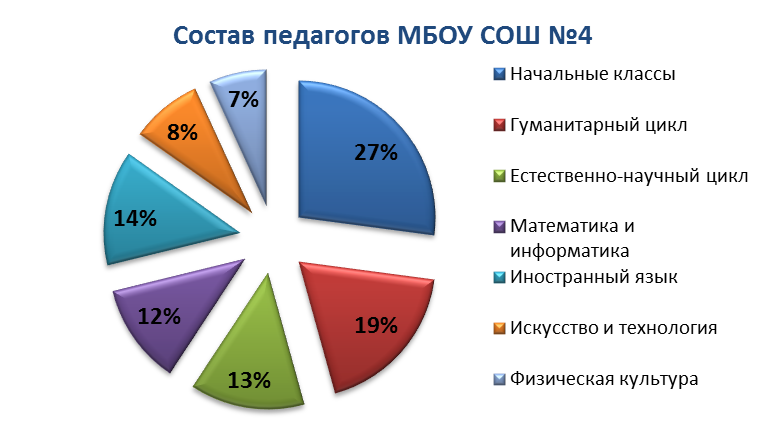 Состав педагогов МБОУ СОШ №4
7%
8%
27%
14%
12%
19%
13%
Начальные классы
Гуманитарный цикл
Естественно-научный цикл
Математика и
информатика
Иностранный язык
Искусство и технология
Физическая культура